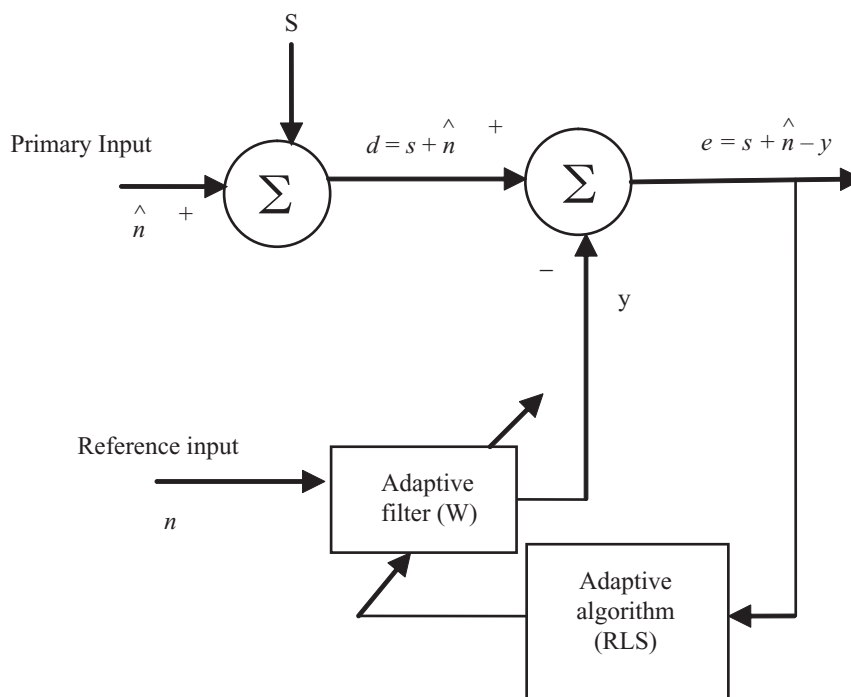 S
Primary Input
d = s + n̂
+
e = s + n̂ – y
Σ
Σ
n̂
+
–
y
Reference input
n
Adaptive
filter (W)
Adaptive
algorithm
(RLS)